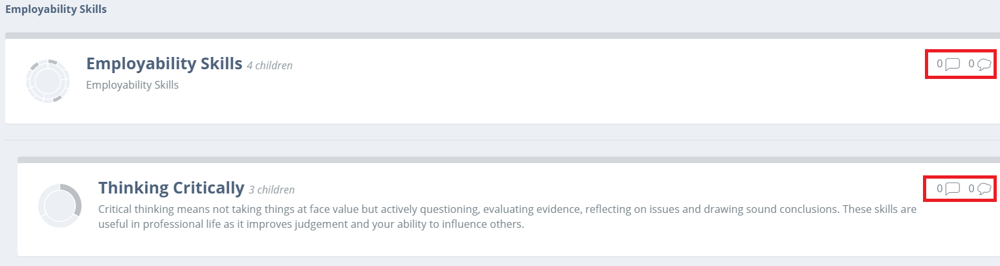 Employability Skills
Employability Skills 4 children
0 0
Employability Skills
Thinking Critically 3 children
0 0
Critical thinking means not taking things at face value but actively questioning, evaluating evidence, reflecting on issues and drawing sound conclusions. These skills are
useful in professional life as it improves judgement and your ability to influence others.